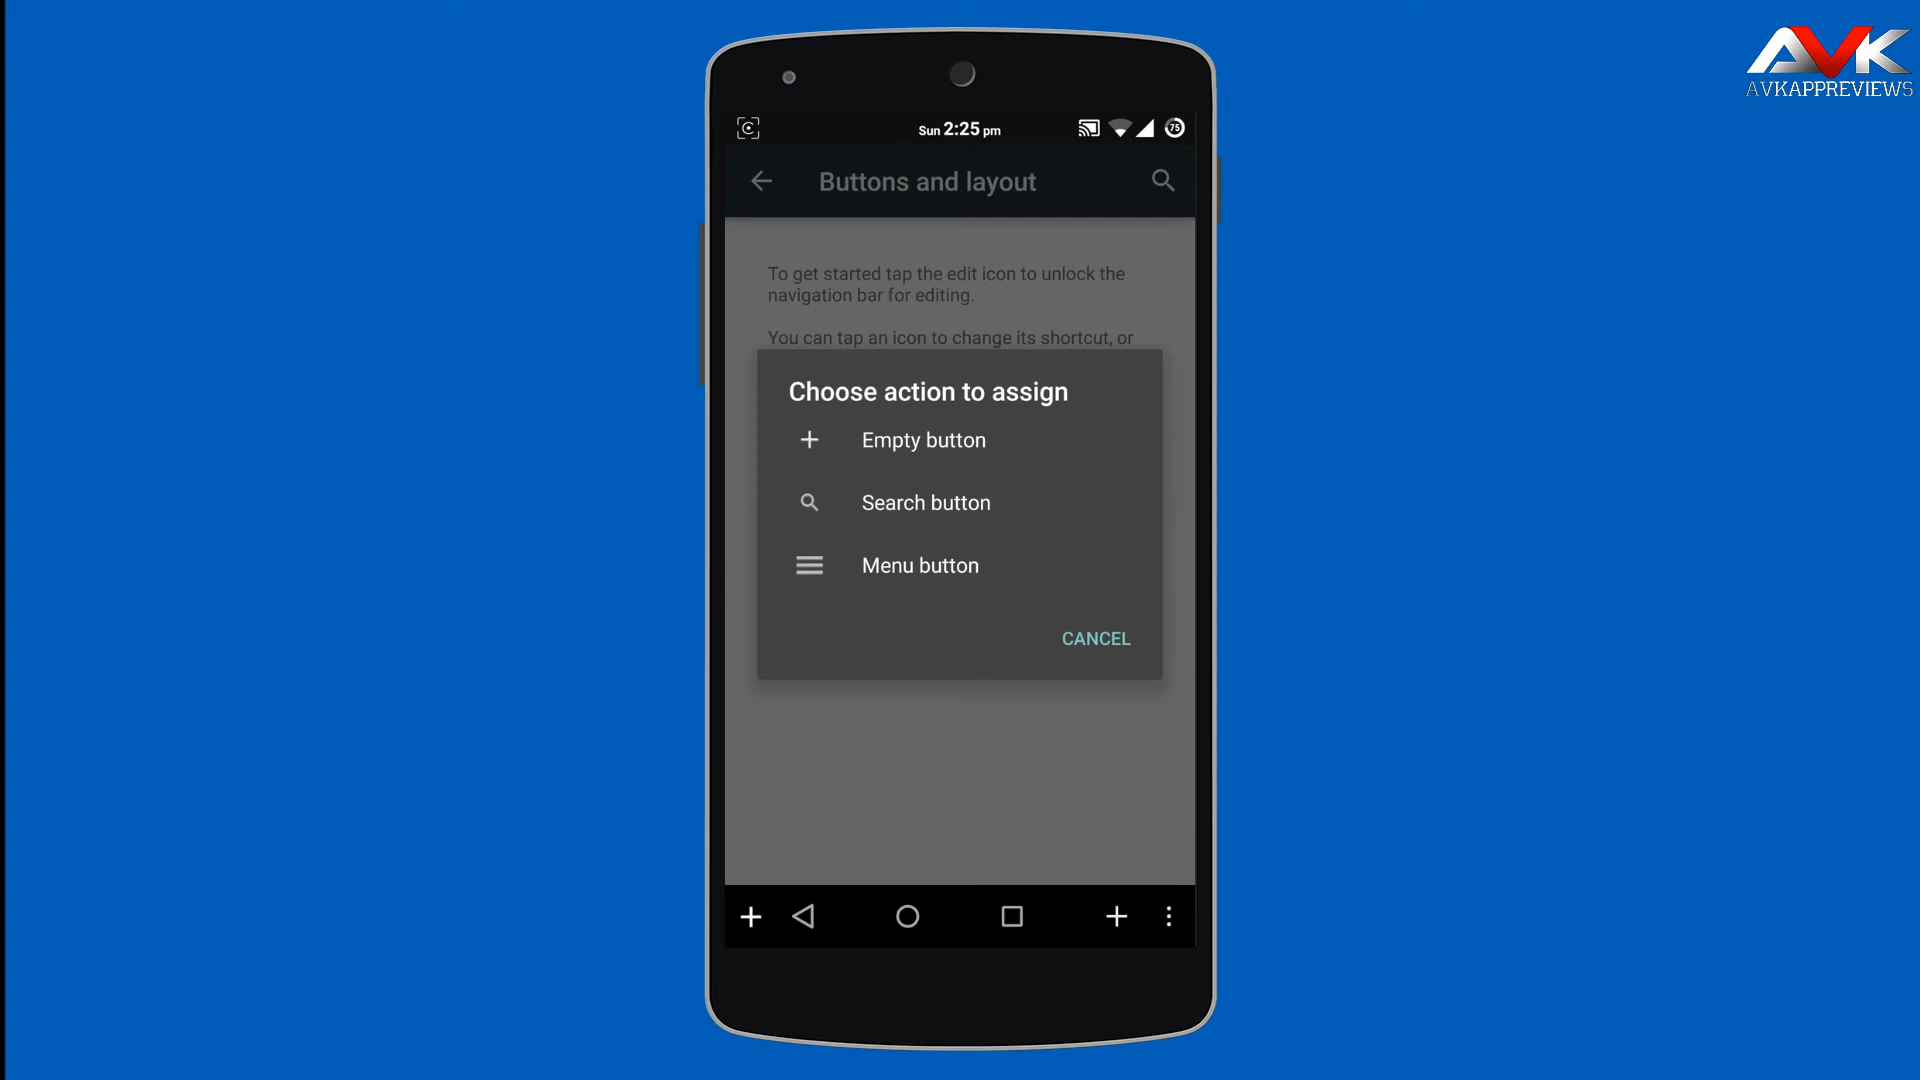 AVK
AVKAPPREVIEWS
Sun 2:25 pm
75
Buttons and layout
To get started tap the edit icon to unlock the
navigation bar for editing.
You can tap an icon to change its shortcut, or
Choose action to assign
Empty button
Search button
Menu button
CANCEL